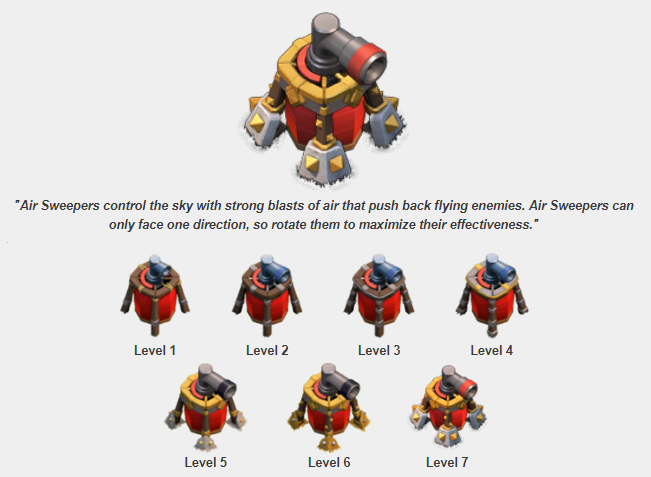 "Air Sweepers control the sky with strong blasts of air that push back flying enemies. Air Sweepers can
only face one direction, so rotate them to maximize their effectiveness."
Level 1 Level 2 Level 3 Level 4
Level 5 Level 6 Level 7